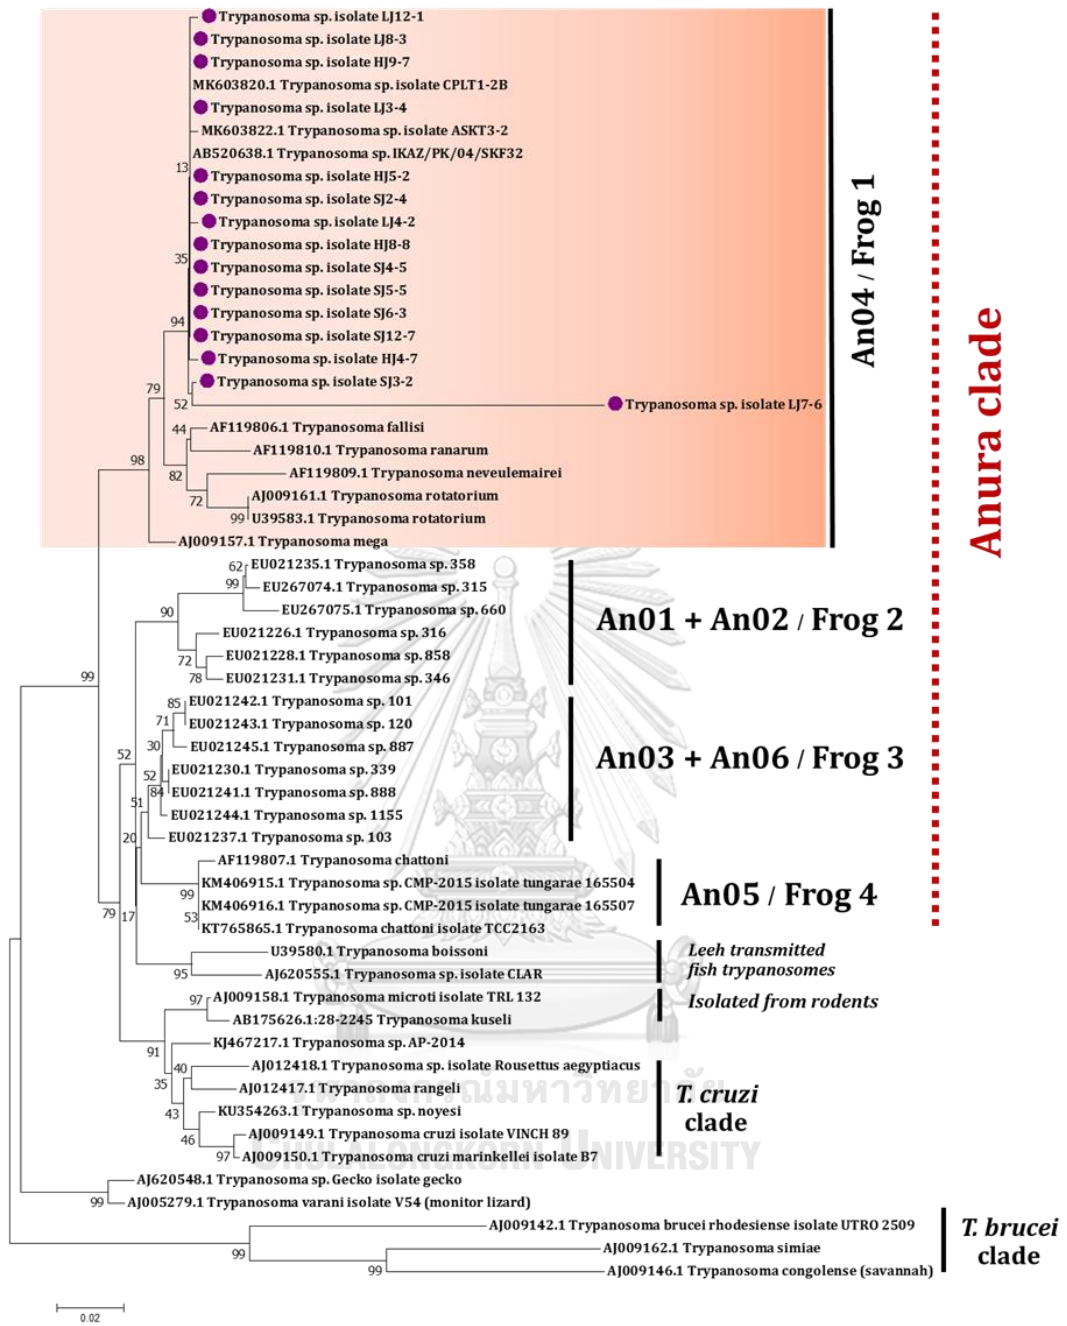 Trypanosoma sp. isolate LJ12-1
Trypanosoma sp. isolate LJ8-3
Trypanosoma sp. isolate HJ9-7
MK603820.1 Trypanosoma sp. isolate CPLT1-2B
Trypanosoma sp. isolate LJ3-4
MK603822.1 Trypanosoma sp. isolate ASKT3-2
AB520638.1 Trypanosoma sp. IKAZ/PK/04/SKF32
13
Trypanosoma sp. isolate HJ5-2
Trypanosoma sp. isolate SJ2-4
Trypanosoma sp. isolate LJ4-2
Trypanosoma sp. isolate HJ8-8
35
Trypanosoma sp. isolate SJ4-5
Trypanosoma sp. isolate SJ5-5
Trypanosoma sp. isolate SJ6-3
94
Trypanosoma sp. isolate SJ12-7
Trypanosoma sp. isolate HJ4-7
Trypanosoma sp. isolate SJ3-2
79
52
Trypanosoma sp. isolate LJ7-6
An04 / Frog 1
Anura clade
44
AF119806.1 Trypanosoma fallisi
AF119810.1 Trypanosoma ranarum
98
82
AF119809.1 Trypanosoma neveulemairei
72
AJ009161.1 Trypanosoma rotatorium
99
U39583.1 Trypanosoma rotatorium
AJ009157.1 Trypanosoma mega
62
EU021235.1 Trypanosoma sp. 358
99
EU267074.1 Trypanosoma sp. 315
90
EU267075.1 Trypanosoma sp. 660
An01 + An02 / Frog 2
EU021226.1 Trypanosoma sp. 316
72
EU021228.1 Trypanosoma sp. 858
78
EU021231.1 Trypanosoma sp. 346
99
85
EU021242.1 Trypanosoma sp. 101
71
EU021243.1 Trypanosoma sp. 120
30
EU021245.1 Trypanosoma sp. 887
52
An03 + An06 / Frog 3
52
EU021230.1 Trypanosoma sp. 339
84
EU021241.1 Trypanosoma sp. 888
51
EU021244.1 Trypanosoma sp. 1155
20
EU021237.1 Trypanosoma sp. 103
AF119807.1 Trypanosoma chattoni
99
KM406915.1 Trypanosoma sp. CMP-2015 isolate tungarae 165504
An05 / Frog 4
KM406916.1 Trypanosoma sp. CMP-2015 isolate tungarae 165507
79
17
53
KT765865.1 Trypanosoma chattoni isolate TCC2163
U39580.1 Trypanosoma boissoni
95
AJ620555.1 Trypanosoma sp. isolate CLAR
Leeh transmitted
fish trypanosomes
97
AJ009158.1 Trypanosoma microti isolate TRL 132
AB175626.1:28-2245 Trypanosoma kuseli
Isolated from rodents
91
KJ467217.1 Trypanosoma sp. AP-2014
40
AJ012418.1 Trypanosoma sp. isolate Rousettus aegyptiacus
35
AJ012417.1 Trypanosoma rangeli
43
KU354263.1 Trypanosoma sp. noyesi
46
AJ009149.1 Trypanosoma cruzi isolate VINCH 89
97
AJ009150.1 Trypanosoma cruzi marinkellei isolate B7
T. cruzi
clade
จุฬาลงกรณ์มหาวิทยาลัย
CHULALONGKORN UNIVERSITY
AJ620548.1 Trypanosoma sp. Gecko isolate gecko
99
AJ005279.1 Trypanosoma varani isolate V54 (monitor lizard)
AJ009142.1 Trypanosoma brucei rhodesiense isolate UTRO 2509
99
AJ009162.1 Trypanosoma simiae
99
AJ009146.1 Trypanosoma congolense (savannah)
T. brucei
clade
0.02